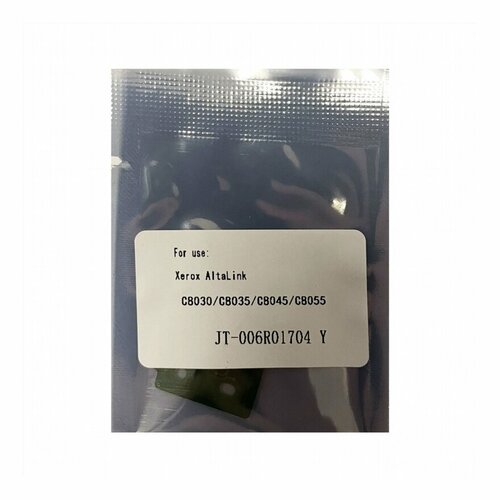 For use:
Xerox AltaLink
C8030/C8035/C8045/C8055
JT-006R01704 Y